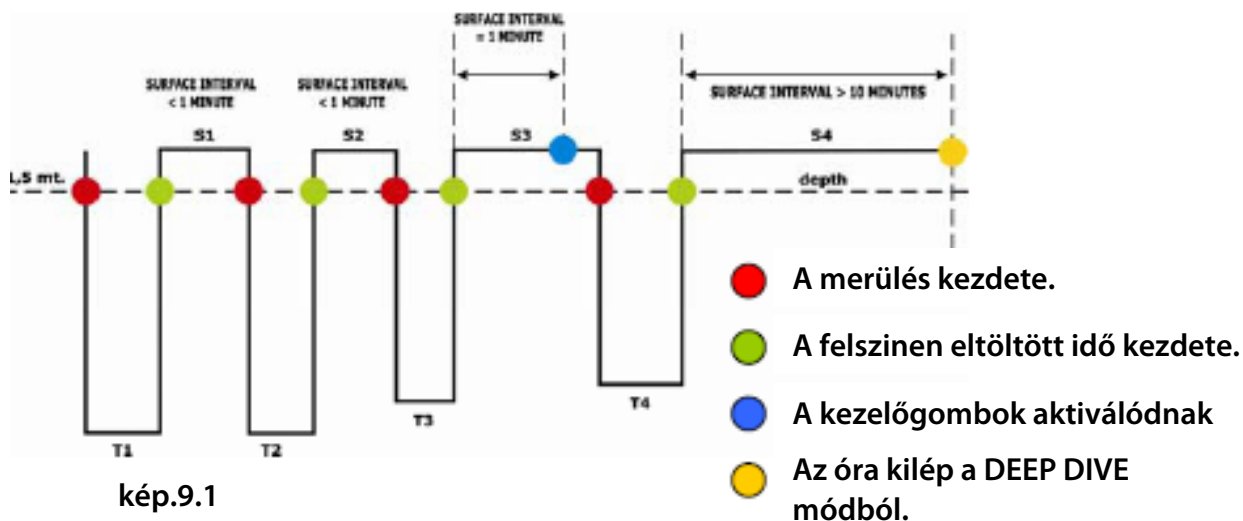 SURFACE INTERVAL
= 1 MINUTE
SURFACE INTERVAL
< 1 MINUTE
SURFACE INTERVAL
< 1 MINUTE
SURFACE INTERVAL > 10 MINUTES
S1
S2
S3
S4
1,5 mt.
depth
T1
T2
T3
T4
A merülés kezdete.
A felszinen eltöltött idő kezdete.
A kezelőgombok aktiválódnak
Az óra kilép a DEEP DIVE
módból.
kép.9.1